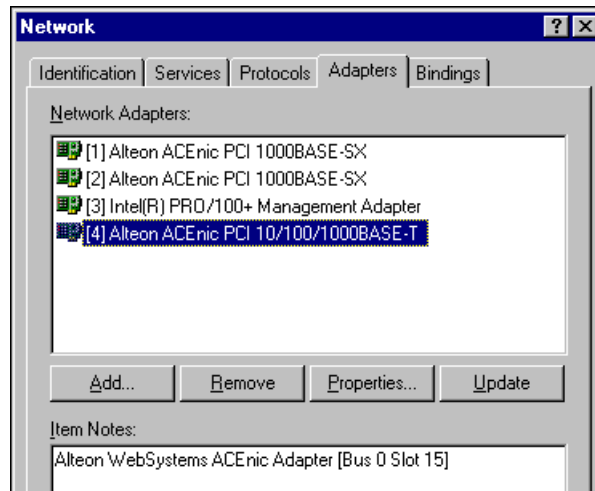 Network
Identification Services Protocols Adapters Bindings
Network Adapters:
[1] Alteon ACEnic PCI 1000BASE-SX
[2] Alteon ACEnic PCI 1000BASE-SX
[3] Intel(R) PRO/100+ Management Adapter
[4] Alteon ACEnic PCI 10/100/1000BASE-T
Add... Remove Properties... Update
Item Notes:
Alteon WebSystems ACEnic Adapter [Bus 0 Slot 15]